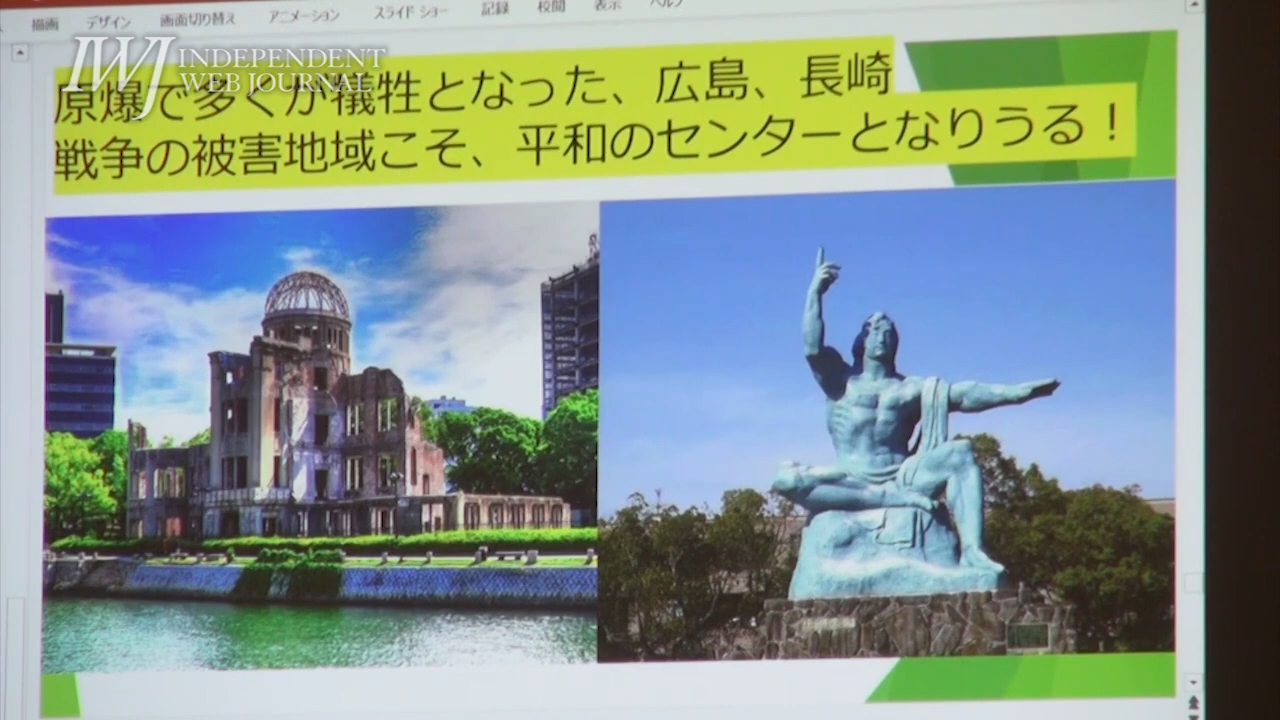 描画 デザイン 画面切り替え アニメーション スライド ショー 記録 校閲 表示 ヘルプ
IWJ INDEPENDENT
WEB JOURNAL
原爆で多くが犠牲となった、広島、長崎
戦争の被害地域こそ、平和のセンターとなりうる！